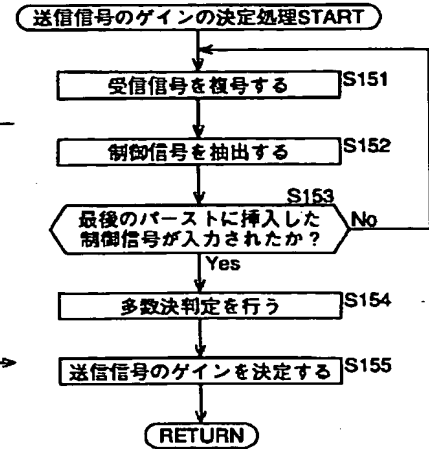 送信信号のゲインの決定処理START
受信信号を復号する
S151
制御信号を抽出する
S152
S153
最後のバーストに挿入した
制御信号が入力されたか?
No
Yes
多数決判定を行う
S154
送信信号のゲインを決定する
S155
RETURN